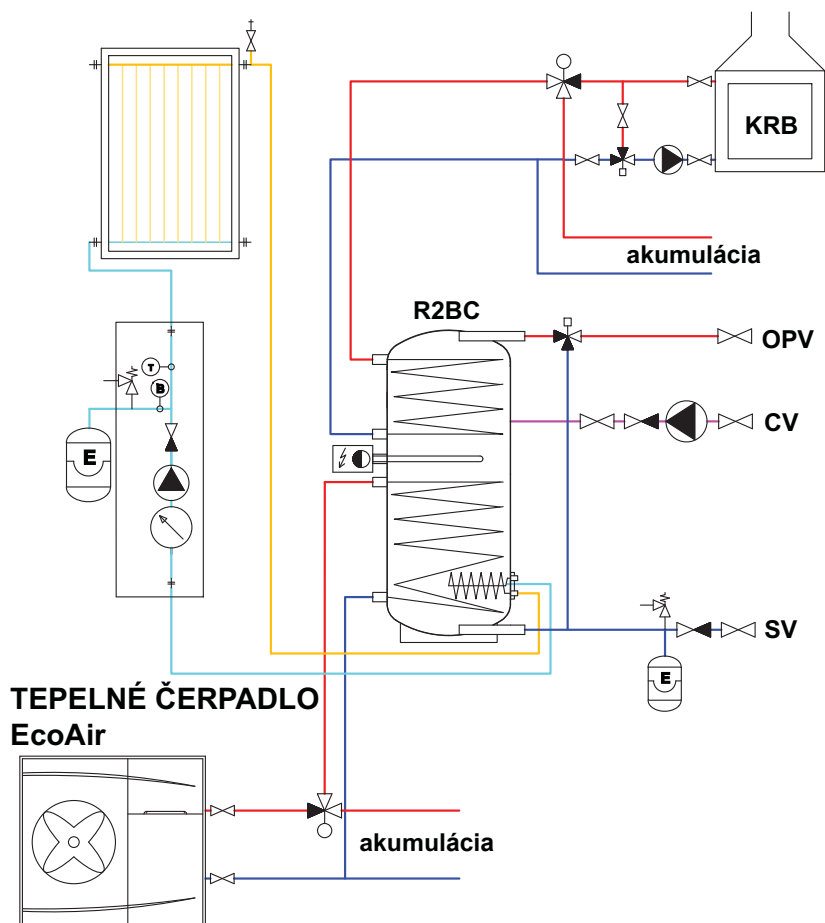 KRB
akumulácia
R2BC
OPV
T
B
CV
E
SV
E
TEPELNÉ ČERPADLO
EcoAir
akumulácia